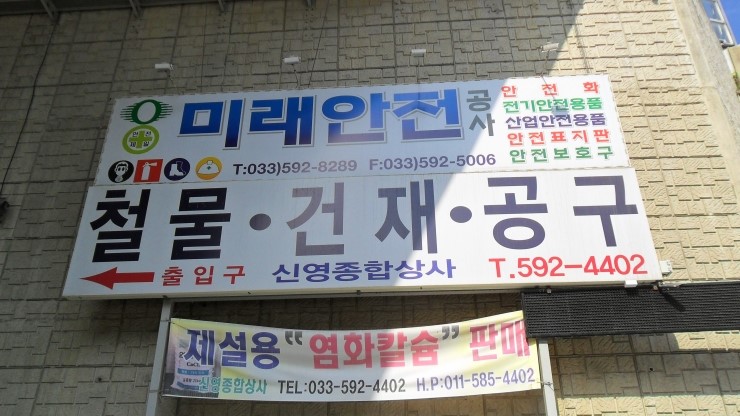 미래안전공사
안전제일
안전화
전기안전용품
산업안전용품
안전표지판
안전보호구
T:033)592-8289 F:033)592-5006
철물·건재·공구
출입구 신영종합상사 T.592-4402
제설용 "염화칼슘" 판매
신영종합상사 TEL:033-592-4402 H.P:011-585-4402